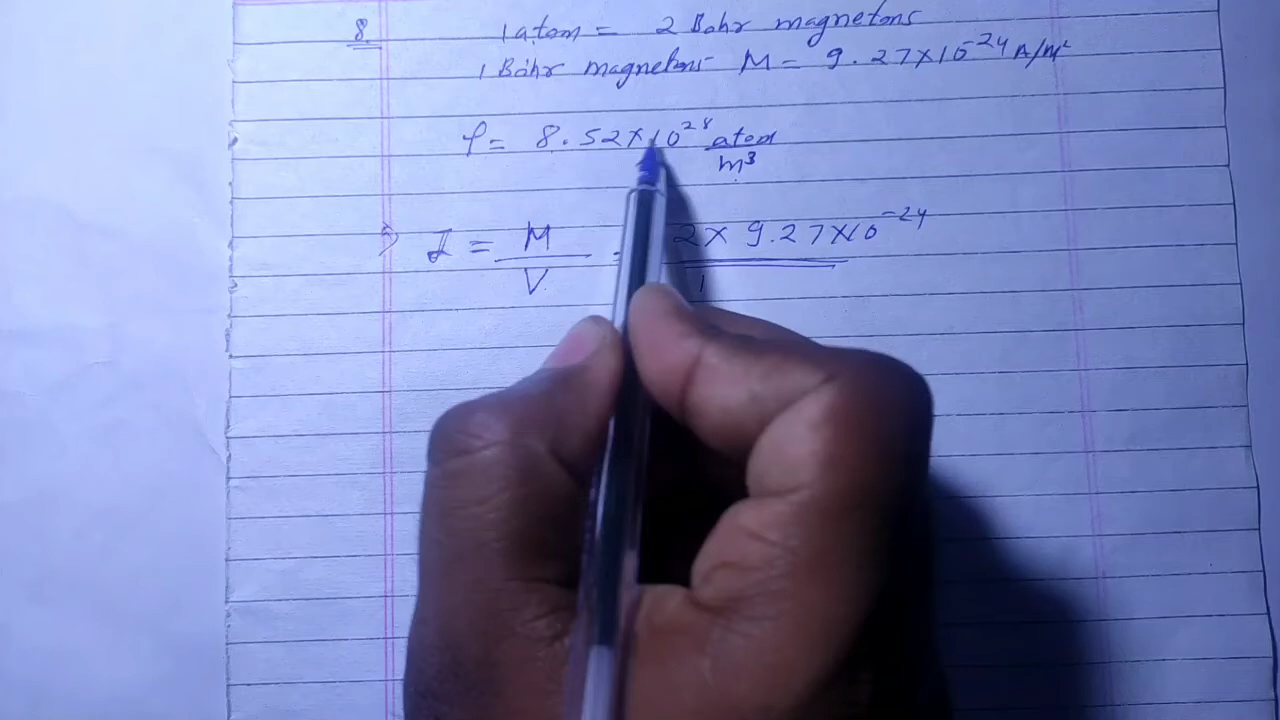 8. 1 atom = 2 Bohr magnetons
1 Bohr magnetons M = 9.27×10⁻²⁴ A/m²
ρ = 8.52×10²⁸ atom/m³
⇒ I = M/V = 2× 9.27×10⁻²⁴ / 1